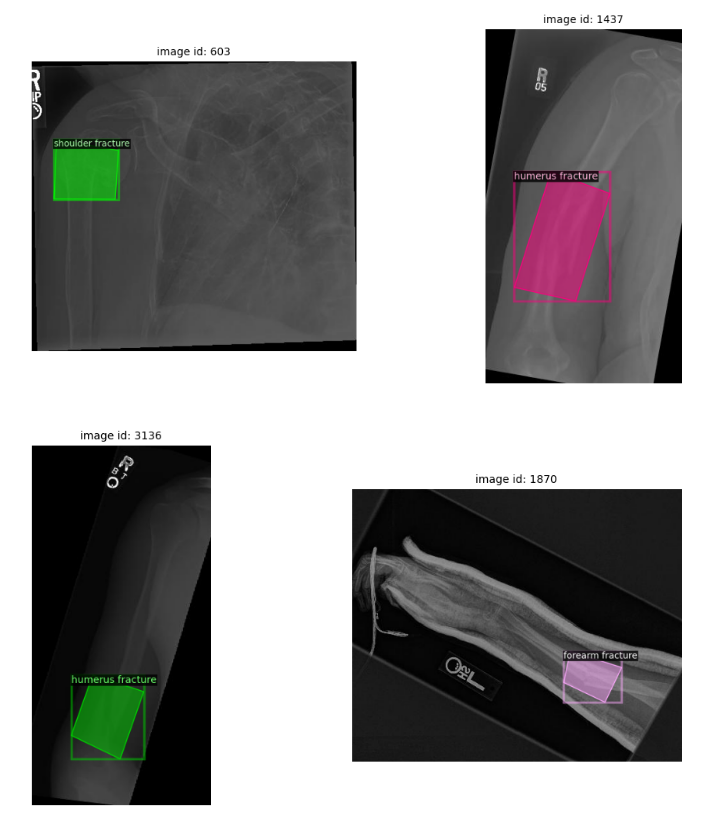 image id: 603
R
IP
shoulder fracture
image id: 1437
R
05
humerus fracture
image id: 3136
R
humerus fracture
image id: 1870
forearm fracture